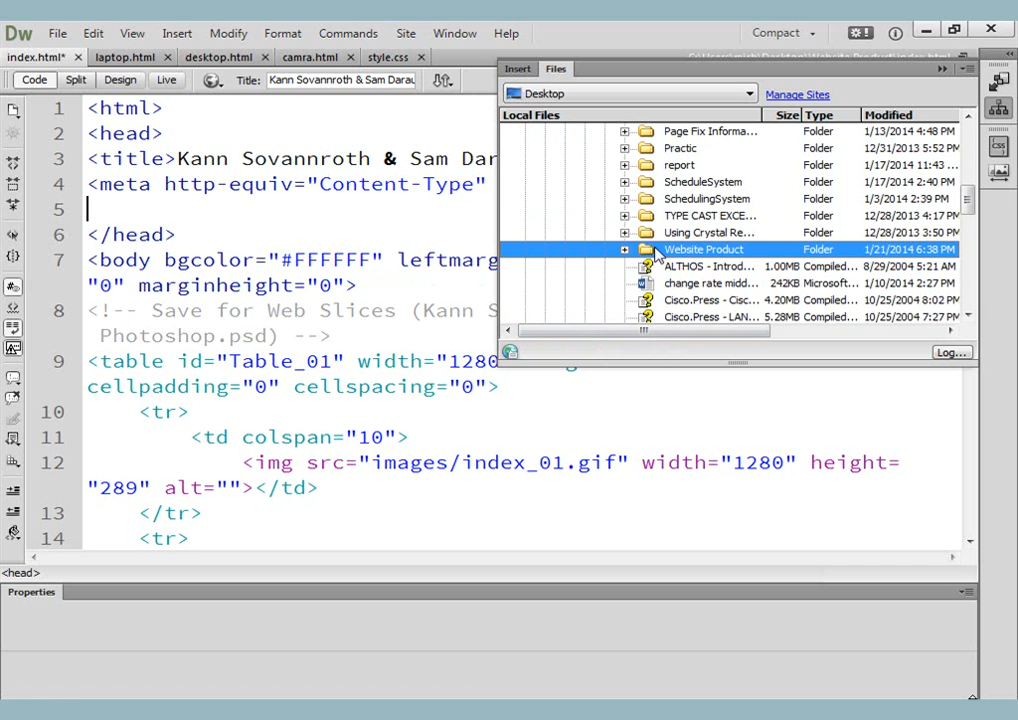 Dw File Edit View Insert Modify Format Commands Site Window Help Compact
index.html* laptop.html desktop.html camra.html style.css
Code Split Design Live Title: Kann Sovannroth & Sam Darau
Insert Files
Desktop Manage Sites
Local Files Size Type Modified
Page Fix Informa... Folder 1/13/2014 4:48 PM
Practic Folder 12/31/2013 5:52 PM
report Folder 1/17/2014 11:43 ...
ScheduleSystem Folder 1/17/2014 2:40 PM
SchedulingSystem Folder 1/3/2014 2:39 PM
TYPE CAST EXCE... Folder 12/28/2013 4:17 PM
Using Crystal Re... Folder 12/28/2013 3:50 PM
Website Product Folder 1/21/2014 6:38 PM
ALTHOS - Introd... 1.00MB Compiled... 8/29/2004 5:21 AM
change rate midd... 242KB Microsoft... 1/10/2014 2:27 PM
Cisco.Press - Cisc... 4.20MB Compiled... 10/25/2004 8:02 PM
Cisco.Press - LAN... 5.28MB Compiled... 10/25/2004 7:27 PM
Log...
1 <html>
2 <head>
3 <title>Kann Sovannroth & Sam Dar
4 <meta http-equiv="Content-Type"
5
6 </head>
7 <body bgcolor="#FFFFFF" leftmar
"0" marginheight="0">
8 <!-- Save for Web Slices (Kann S
Photoshop.psd) -->
9 <table id="Table_01" width="1280
cellpadding="0" cellspacing="0">
10 <tr>
11 <td colspan="10">
12 <img src="images/index_01.gif" width="1280" height=
"289" alt=""></td>
13 </tr>
14 <tr>
<head>
Properties